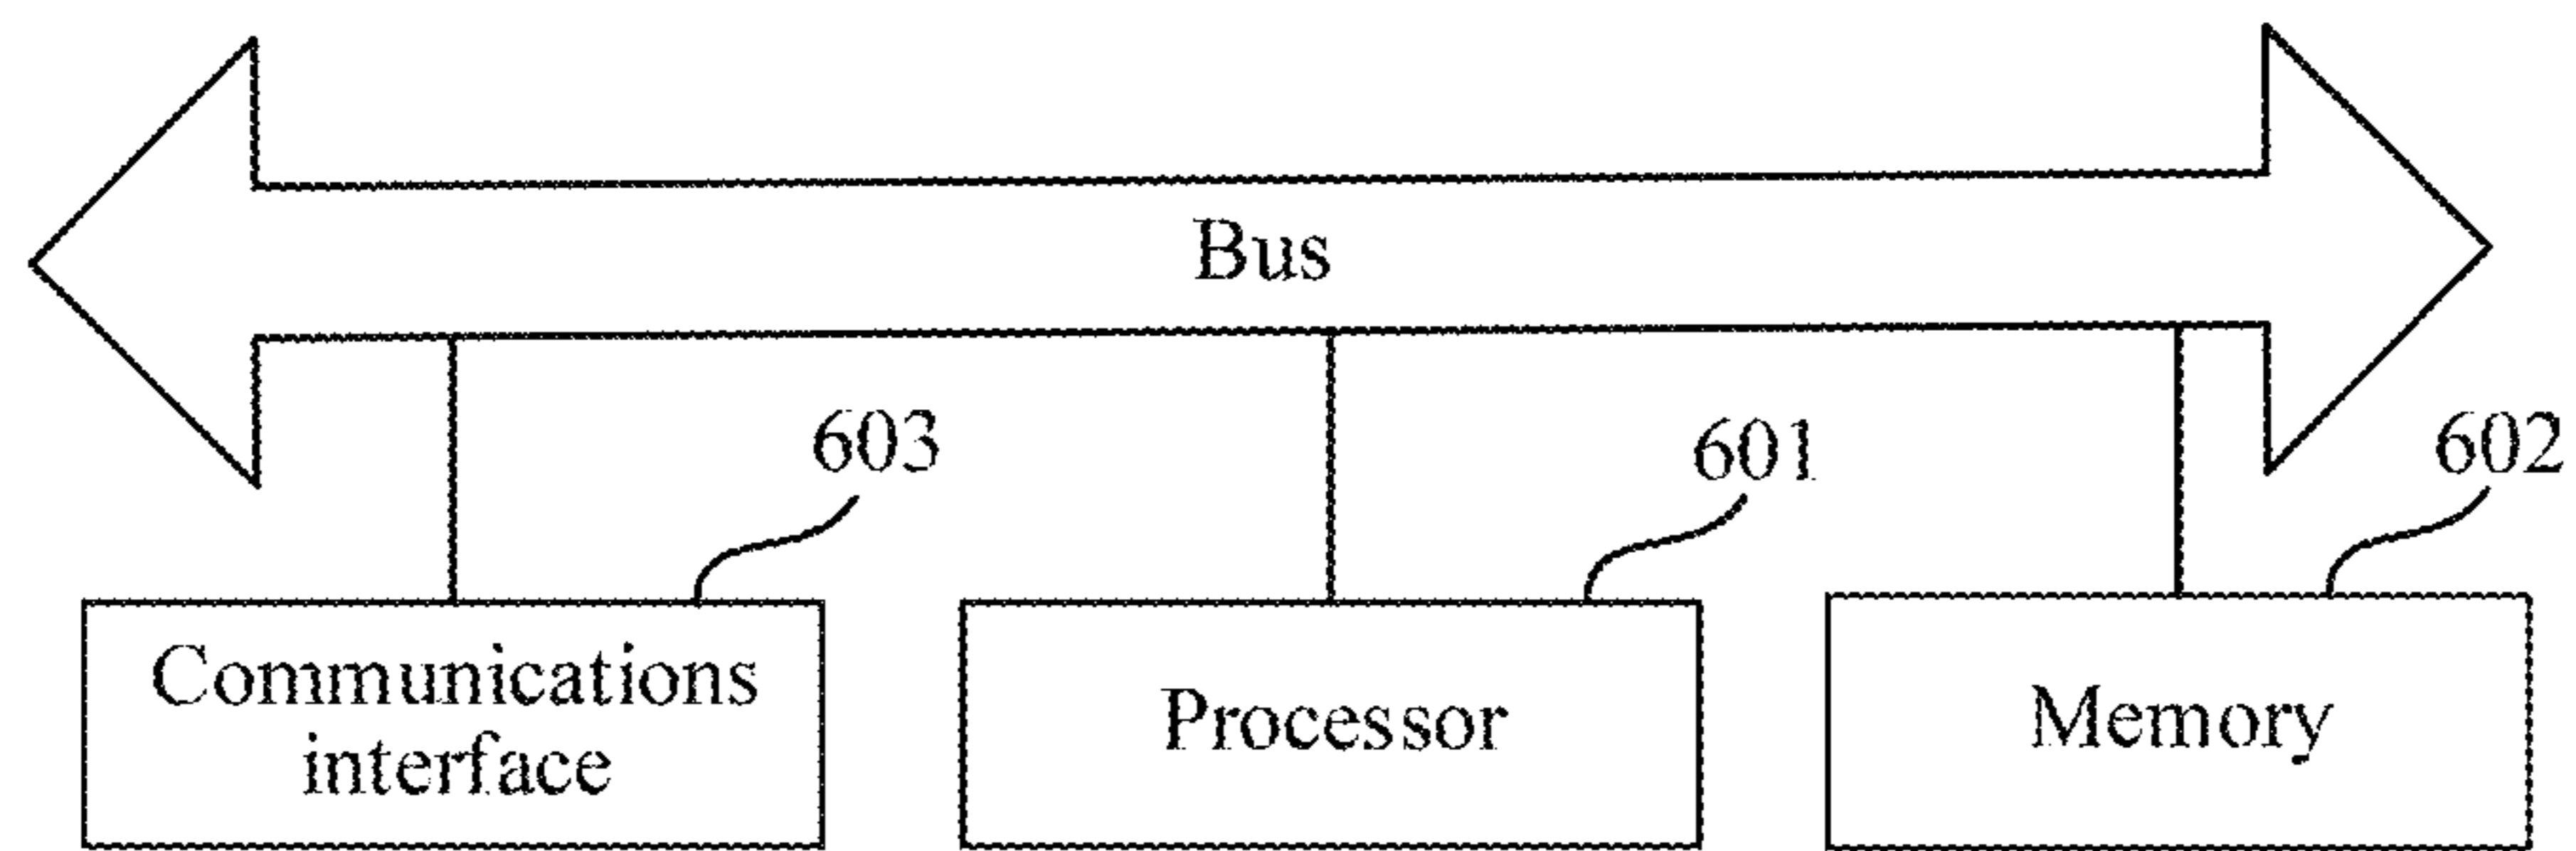 Bus
603
601
602
Communications
interface
Processor
Memory